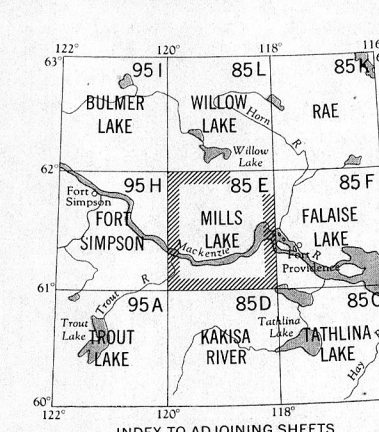 122° 120° 118° 116
63°
95 I 85 L 85 K
BULMER LAKE
WILLOW LAKE
RAE
Horn R
Willow Lake
62°
95 H 85 E 85 F
Fort Simpson
FORT SIMPSON
MILLS LAKE
FALAISE LAKE
Mackenzie R
Fort Providence
61°
95 A 85 D 85 C
Trout R
Trout Lake
TROUT LAKE
KAKISA RIVER
Tathlina Lake
TATHLINA LAKE
Hay
60°
122° 120° 118°
INDEX TO ADJOINING SHEETS